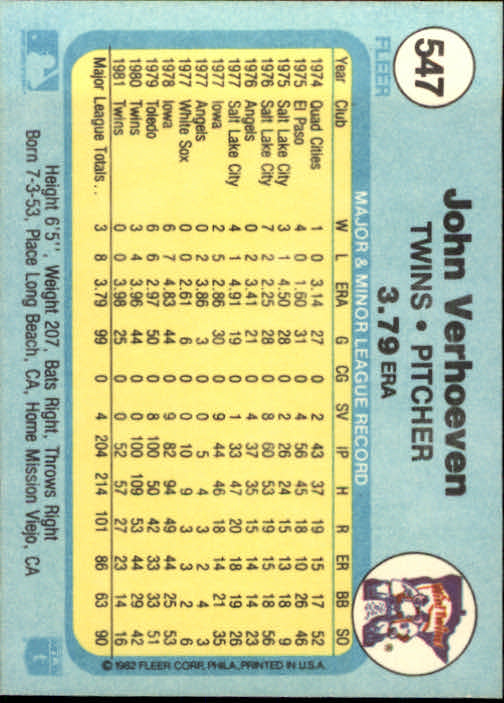 547
FLEER
John Verhoeven
TWINS • PITCHER
3.79 ERA
Wind Twins
MAJOR & MINOR LEAGUE RECORD
Year Club W L ERA G CG SV IP H R ER BB SO
1974 Quad Cities 1 0 3.14 27 0 2 43 37 19 15 17 52
1975 El Paso 4 0 1.60 31 0 4 56 45 18 10 26 46
1975 Salt Lake City 3 1 4.50 28 0 2 26 24 15 13 9 18
1976 Salt Lake City 7 2 2.25 28 0 8 60 53 19 15 18 56
1976 Angels 0 2 3.41 21 0 4 37 35 14 14 14 23
1977 Salt Lake City 4 1 4.91 19 0 1 33 47 20 18 19 26
1977 Iowa 2 5 2.86 30 0 9 44 46 18 14 21 35
1977 Angels 0 2 3.86 3 0 0 5 4 3 2 4 3
1977 White Sox 0 0 2.61 6 0 0 10 9 3 3 2 6
1978 Iowa 6 7 4.83 44 0 9 82 94 49 44 25 53
1979 Toledo 6 2 2.97 50 0 8 100 50 42 33 33 51
1980 Twins 3 4 3.96 44 0 0 100 109 53 44 29 42
1981 Twins 0 0 3.98 25 0 0 52 57 27 23 14 16
Major League Totals . . 3 8 3.79 99 0 4 204 214 101 86 63 90
© 1982 FLEER CORP. PHILA., PRINTED IN U.S.A.
Height 6'5", Weight 207, Bats Right, Throws Right
Born 7-3-53, Place Long Beach, CA, Home Mission Viejo, CA